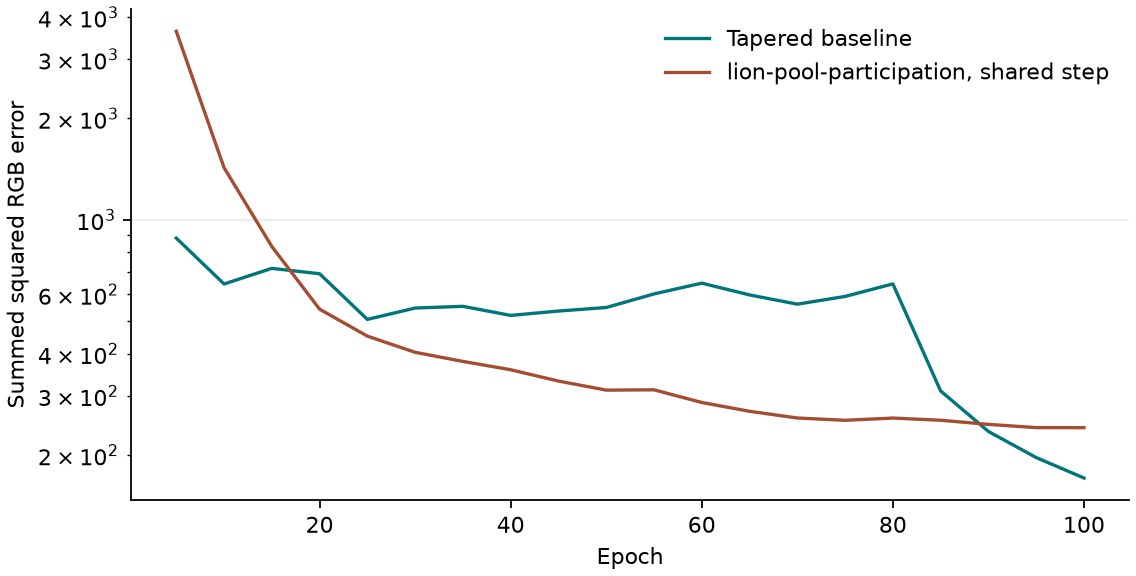 4 × 10³
3 × 10³
2 × 10³
10³
6 × 10²
4 × 10²
3 × 10²
2 × 10²
Summed squared RGB error
Tapered baseline
lion-pool-participation, shared step
20 40 60 80 100
Epoch